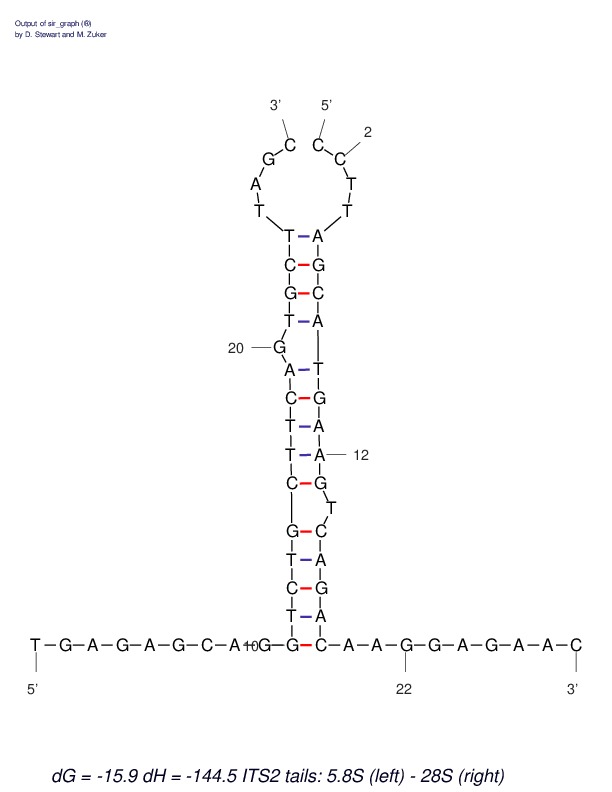 Output of sir_graph (®)
by D. Stewart and M. Zuker
3' 5'
2
C C
G C
A T
T T
T A
C G
G C
T A
20 G
A T
C G
T A
T A 12
C G
T
G C
T A
C G
T A
T G A G A G C A 10 G G C A A G G A G A A C
5' 22 3'
dG = -15.9 dH = -144.5 ITS2 tails: 5.8S (left) - 28S (right)